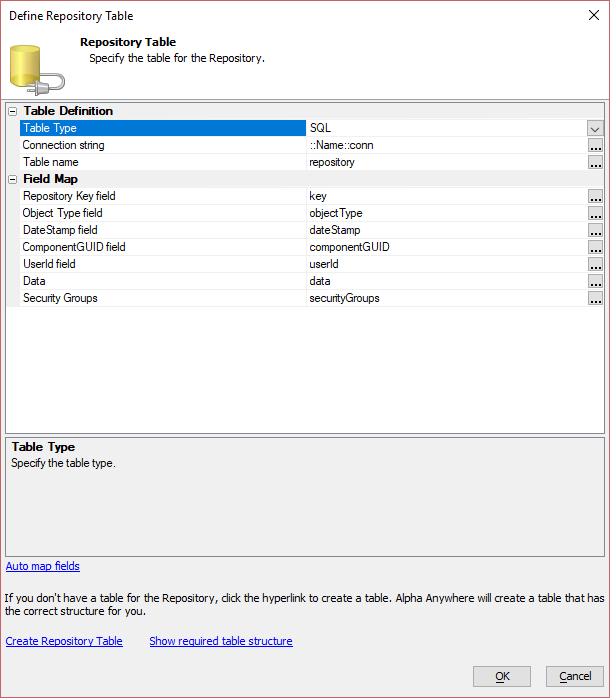 Define Repository Table
Repository Table
Specify the table for the Repository.
Table Definition
Table Type SQL
Connection string ::Name::conn
Table name repository
Field Map
Repository Key field key
Object Type field objectType
DateStamp field dateStamp
ComponentGUID field componentGUID
UserId field userId
Data data
Security Groups securityGroups
Table Type
Specify the table type.
Auto map fields
If you don't have a table for the Repository, click the hyperlink to create a table. Alpha Anywhere will create a table that has
the correct structure for you.
Create Repository Table Show required table structure
OK Cancel